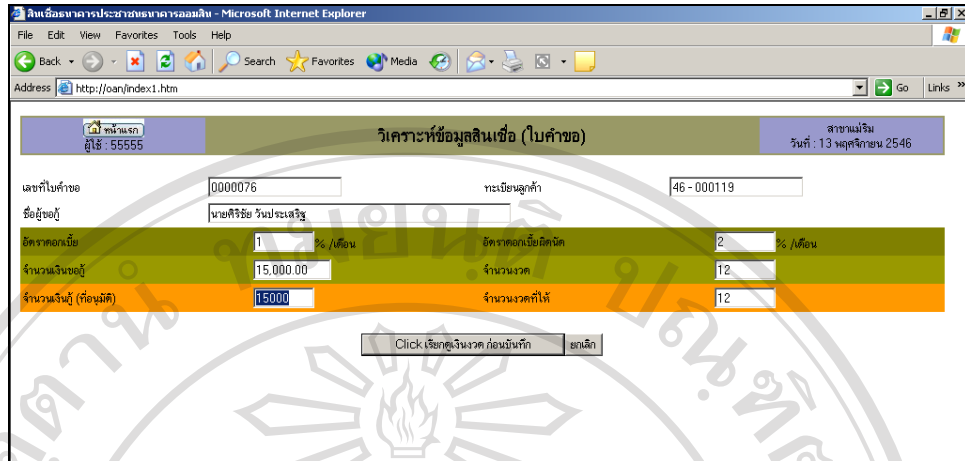 สินเชื่อธนาคารประชาชนธนาคารออมสิน - Microsoft Internet Explorer
File Edit View Favorites Tools Help
Back Search Favorites Media
Address http://loan/index1.htm Go Links »
หน้าแรก
ผู้ใช้ : 55555
วิเคราะห์ข้อมูลสินเชื่อ (ใบคำขอ)
สาขาแม่ริม
วันที่ : 13 พฤศจิกายน 2546
เลขที่ใบคำขอ 0000076 ทะเบียนลูกค้า 46 - 000119
ชื่อผู้ขอกู้ นายศิริชัย วันประเสริฐ
อัตราดอกเบี้ย 1 % /เดือน อัตราดอกเบี้ยผิดนัด 2 % /เดือน
จำนวนเงินขอกู้ 15,000.00 จำนวนงวด 12
จำนวนเงินกู้ (ที่อนุมัติ) 15000 จำนวนงวดที่ให้ 12
Click เรียกดูเงินงวด ก่อนบันทึก ยกเลิก